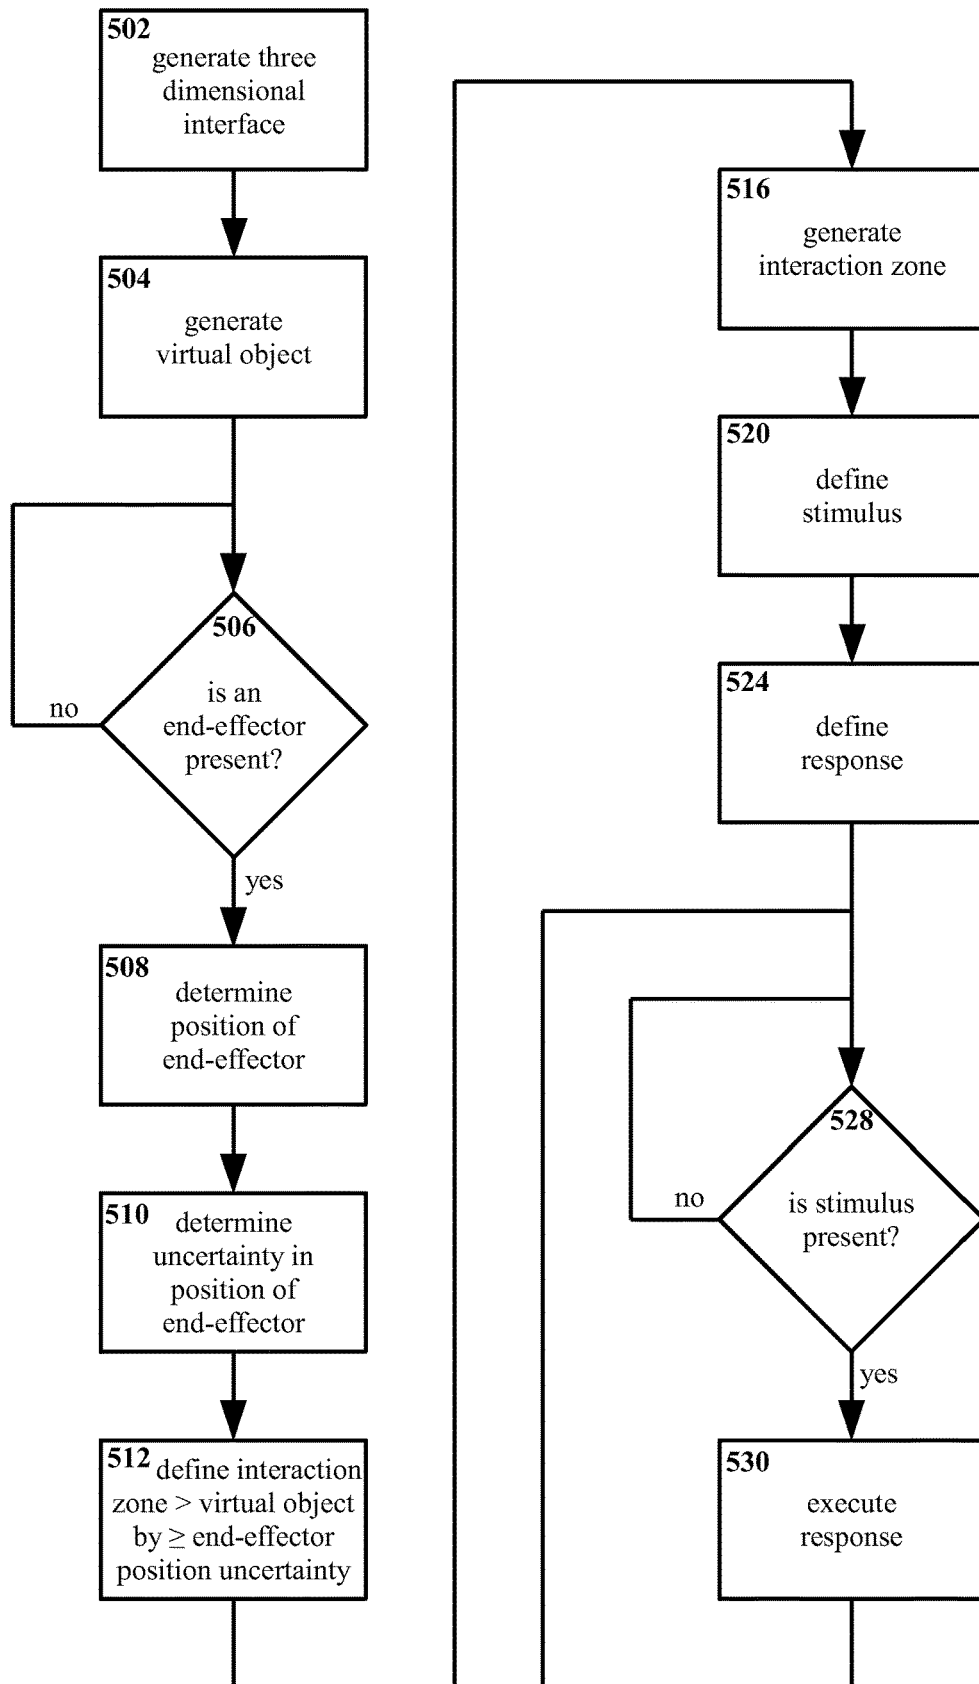 502
generate three
dimensional
interface
504
generate
virtual object
506
is an
end-effector
present?
no
yes
508
determine
position of
end-effector
510
determine
uncertainty in
position of
end-effector
512 define interaction
zone > virtual object
by ≥ end-effector
position uncertainty
516
generate
interaction zone
520
define
stimulus
524
define
response
528
is stimulus
present?
no
yes
530
execute
response